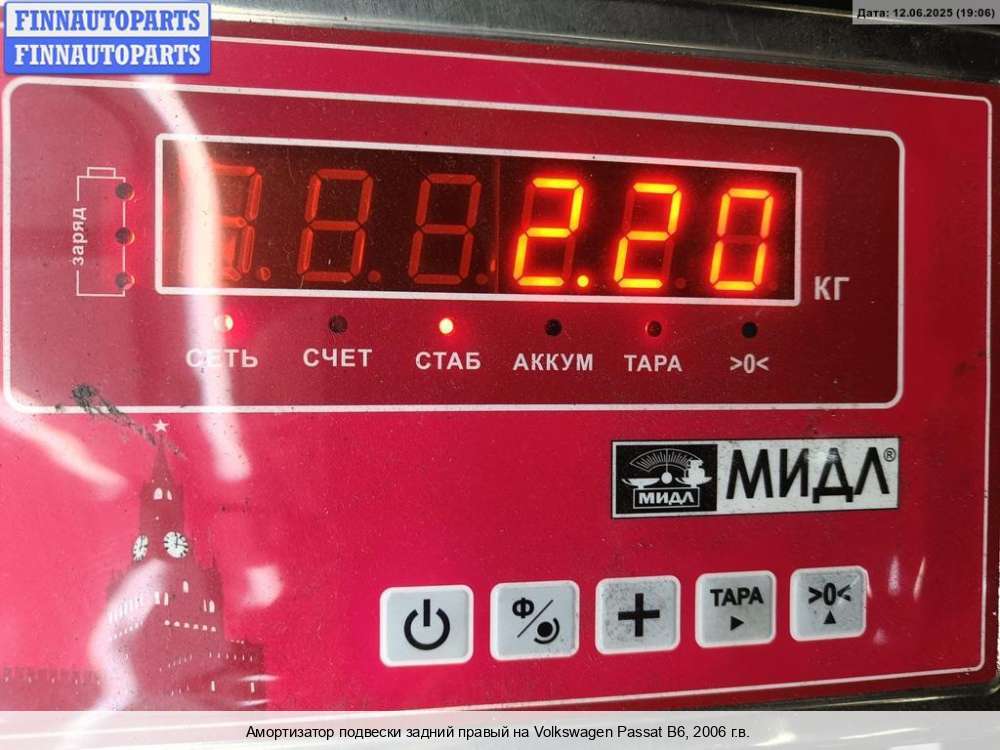 FINNAUTOPARTS
FINNAUTOPARTS
Дата: 12.06.2025 (19:06)
заряд
2.20
КГ
СЕТЬ СЧЕТ СТАБ АККУМ ТАРА >0<
МИДЛ
МИДЛ®
Ф ТАРА >0<
Амортизатор подвески задний правый на Volkswagen Passat B6, 2006 г.в.